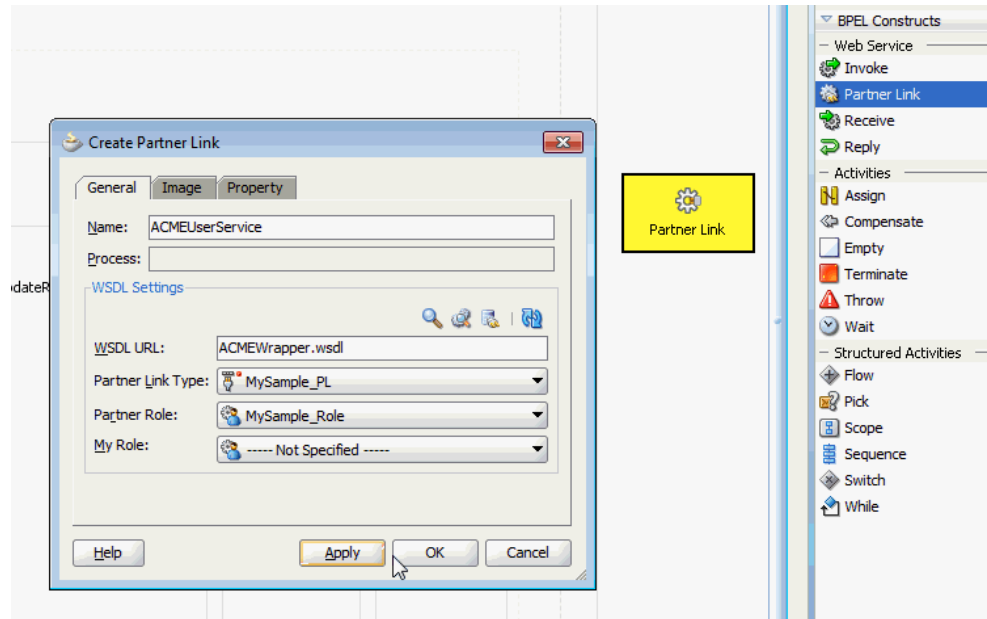 Create Partner Link
General Image Property
Name: ACMEUserService
Process:
WSDL Settings
WSDL URL: ACMEWrapper.wsdl
Partner Link Type: MySample_PL
Partner Role: MySample_Role
My Role: ----- Not Specified -----
Help Apply OK Cancel
odateR
Partner Link
BPEL Constructs
Web Service
Invoke
Partner Link
Receive
Reply
Activities
Assign
Compensate
Empty
Terminate
Throw
Wait
Structured Activities
Flow
Pick
Scope
Sequence
Switch
While